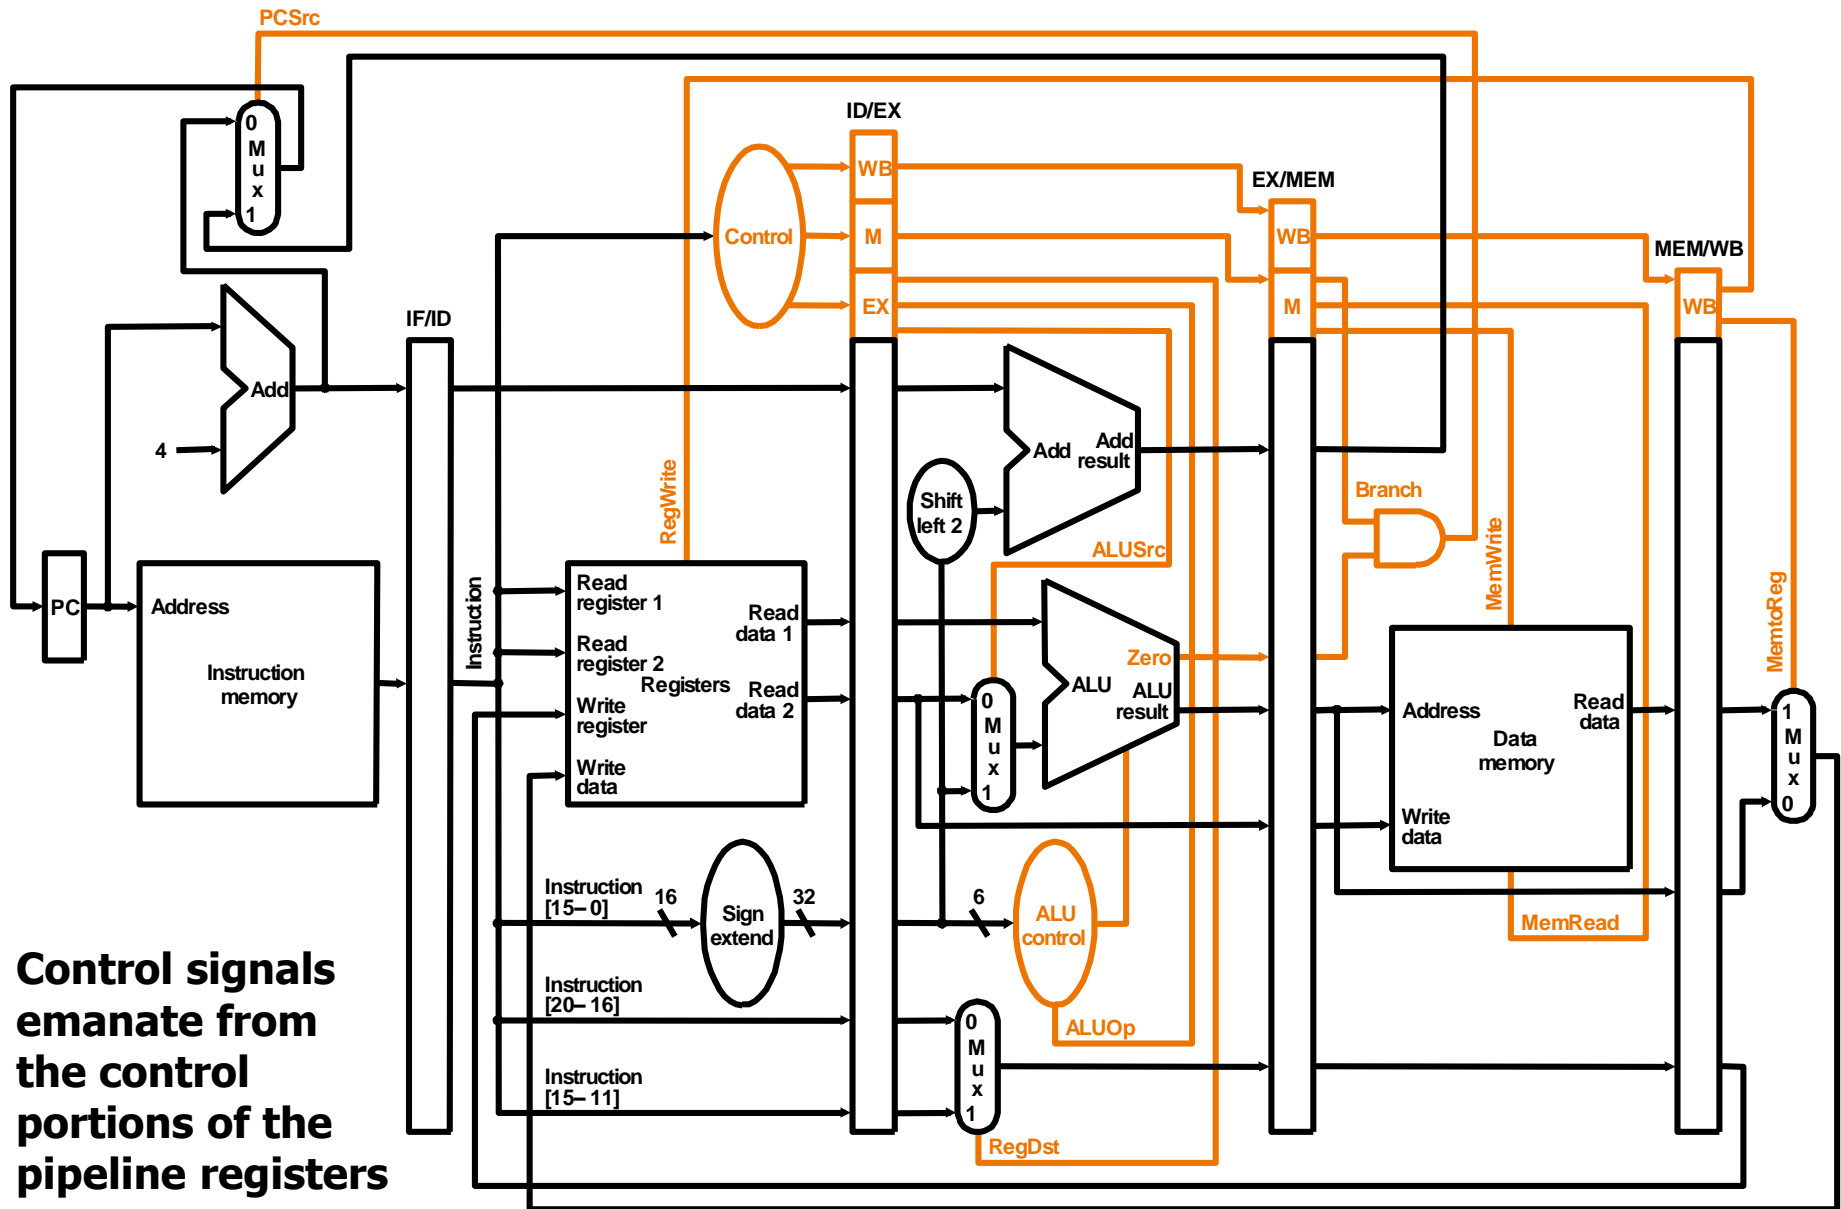 PCSrc
0
M
u
x
1
ID/EX
WB
Control
M
EX
EX/MEM
WB
M
MEM/WB
WB
IF/ID
Add
4
RegWrite
Add
Add
result
Shift
left 2
Branch
ALUSrc
MemWrite
PC
Address
Instruction
memory
Instruction
Read
register 1
Read
register 2
Write
register
Write
data
Registers
Read
data 1
Read
data 2
0
M
u
x
1
Zero
ALU
ALU
result
Address
Read
data
Data
memory
Write
data
MemtoReg
1
M
u
x
0
Instruction
[15–0]
16
Sign
extend
32
6
ALU
control
MemRead
Instruction
[20–16]
ALUOp
0
M
u
x
1
Instruction
[15–11]
RegDst
Control signals
emanate from
the control
portions of the
pipeline registers